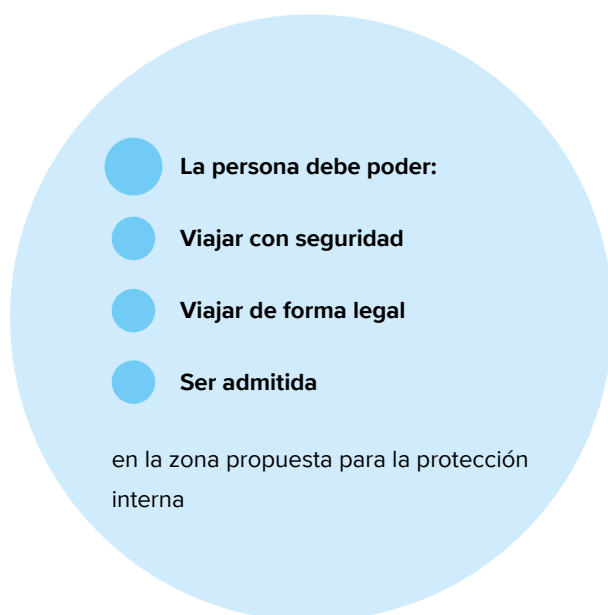 La persona debe poder:
Viajar con seguridad
Viajar de forma legal
Ser admitida
en la zona propuesta para la protección
interna